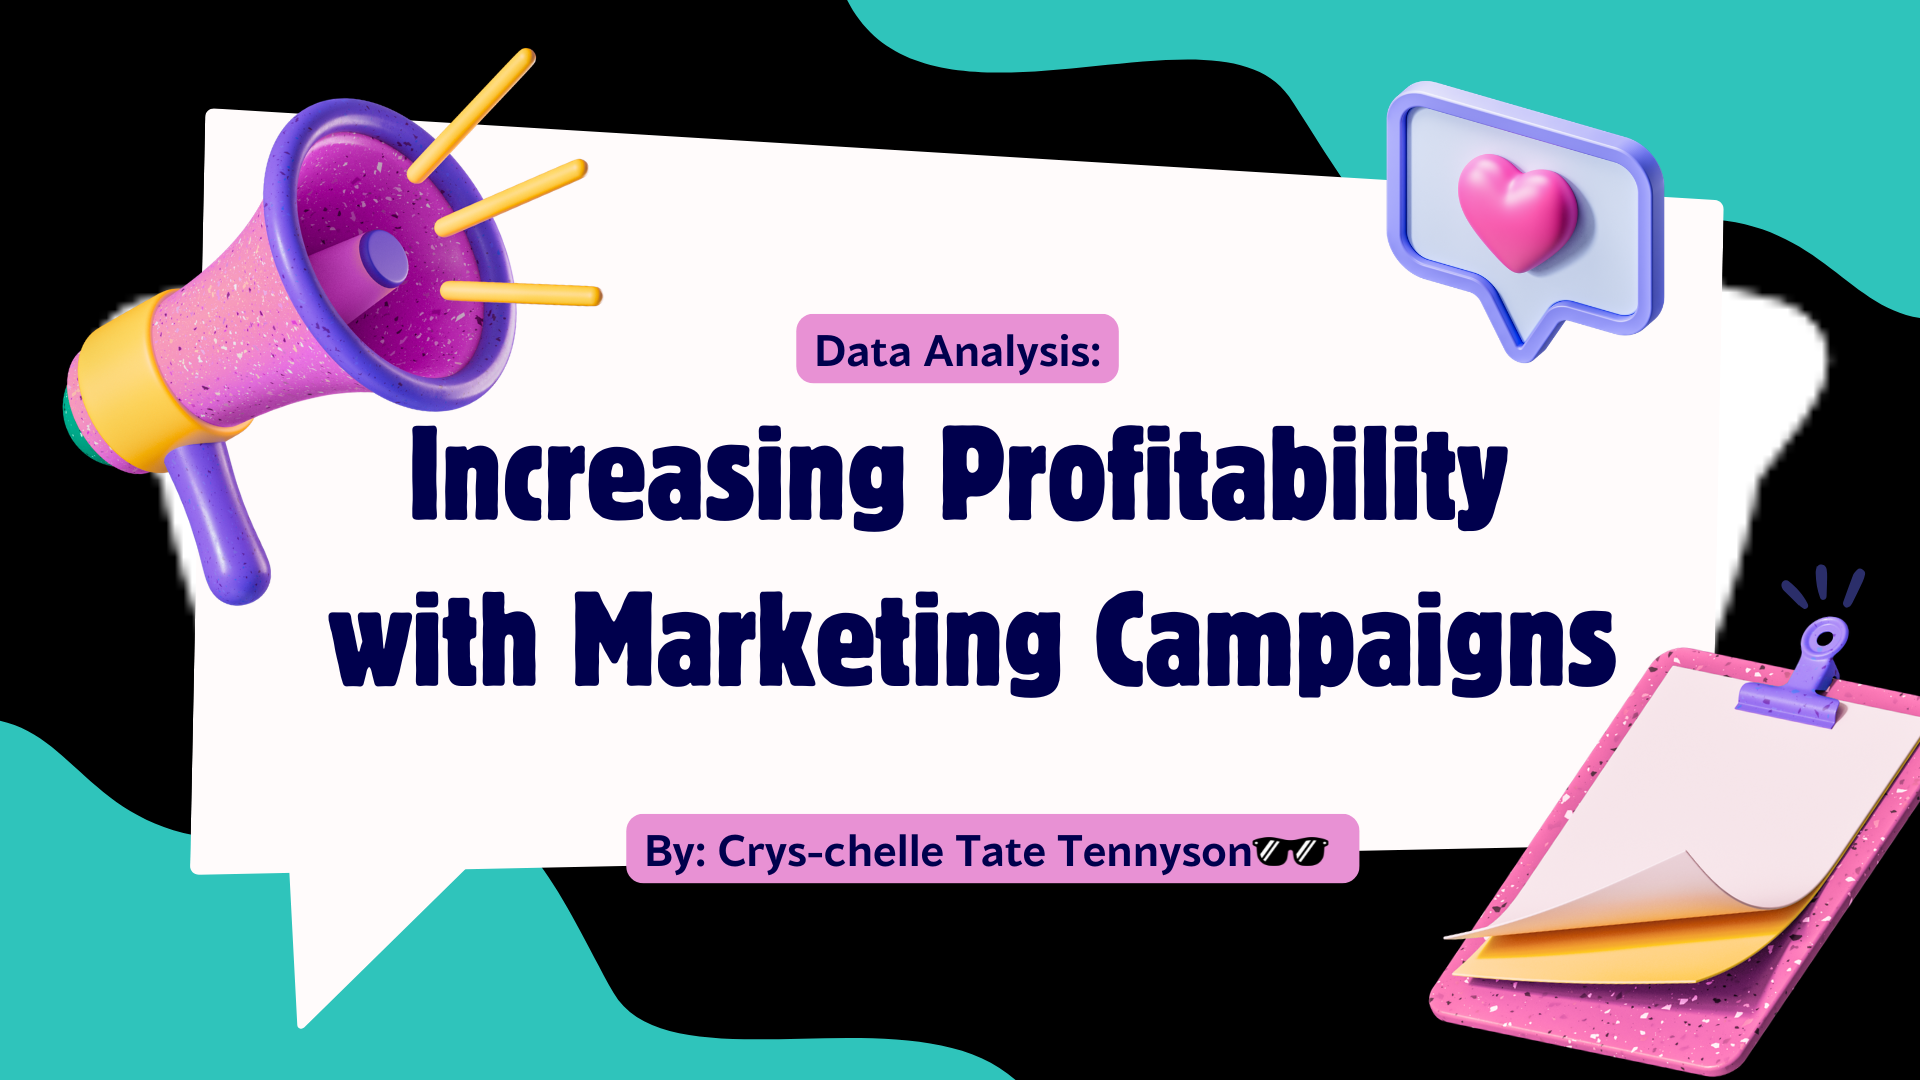 Data Analysis:
Increasing Profitability
with Marketing Campaigns
By: Crys-chelle Tate Tennyson🕶